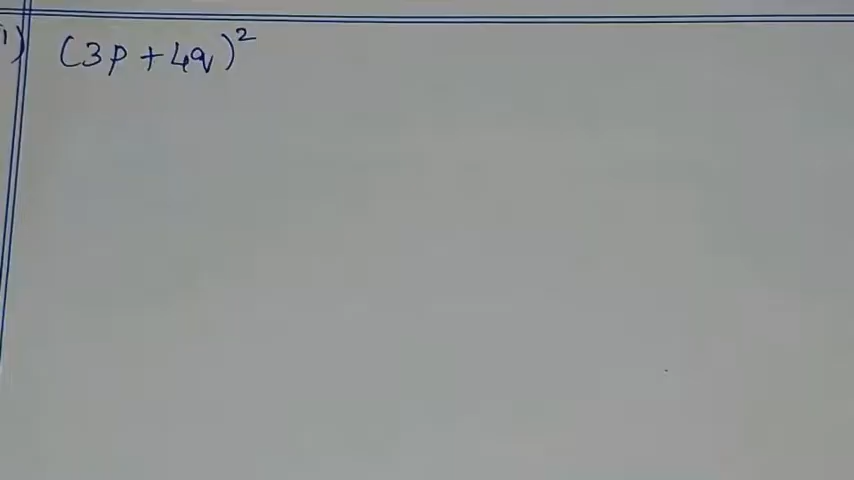 1) (3p + 4q)²